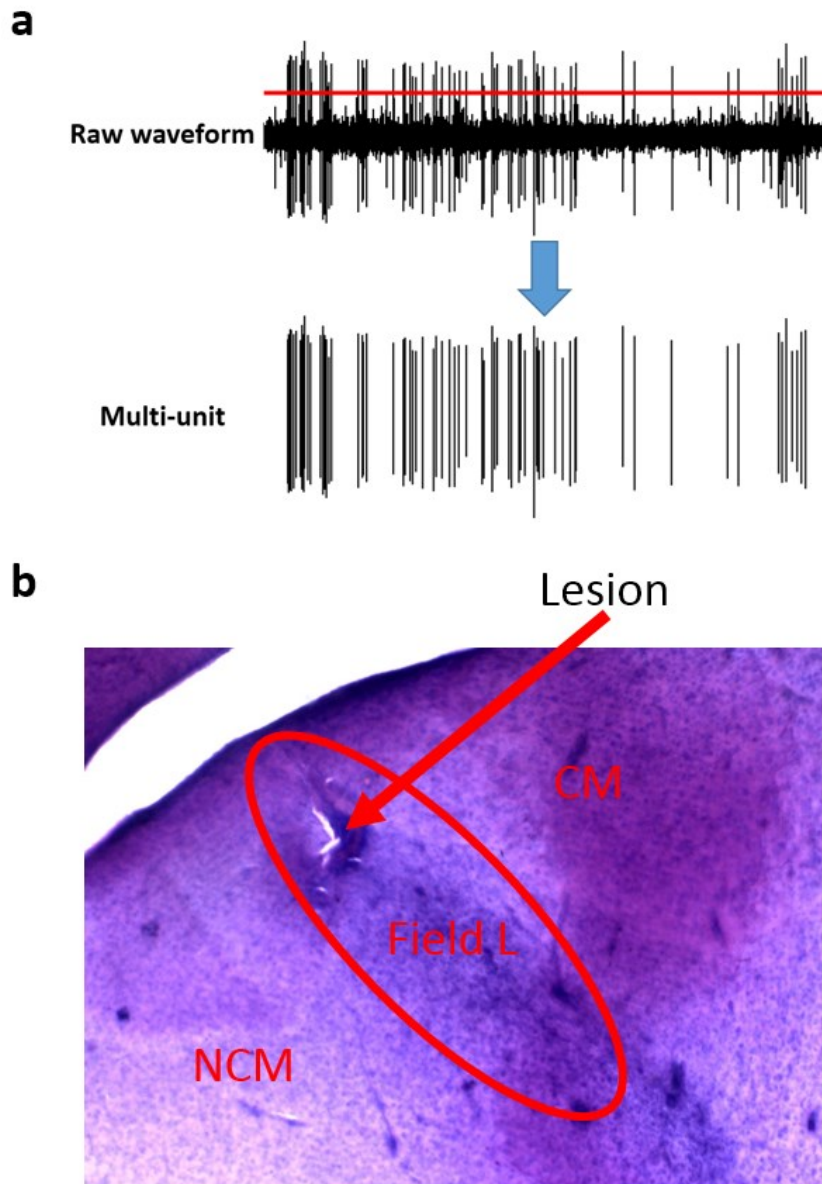 a
Raw waveform
Multi-unit
b
Lesion
CM
Field L
NCM